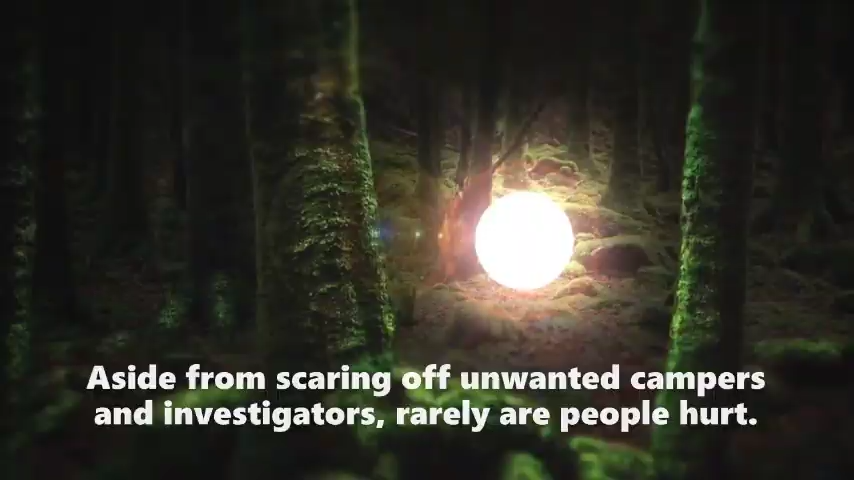 Aside from scaring off unwanted campers
and investigators, rarely are people hurt.